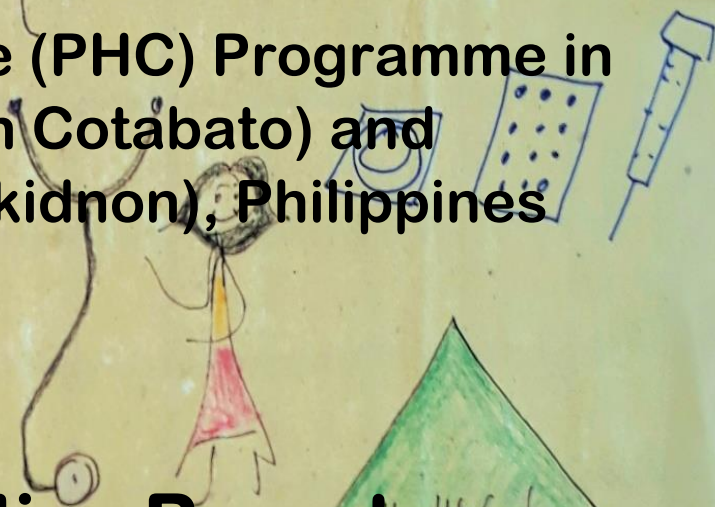 e (PHC) Programme in
n Cotabato) and
kidnon), Philippines